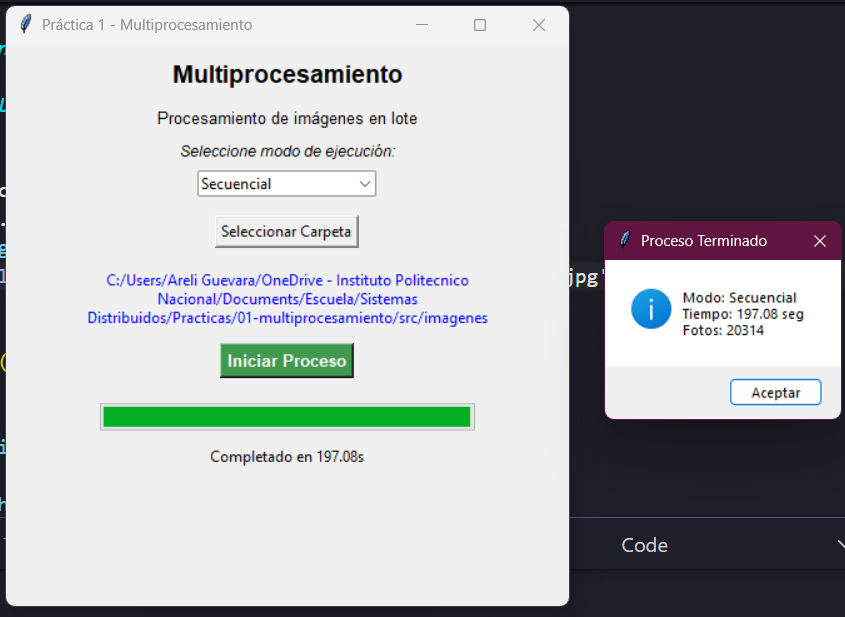 Práctica 1 - Multiprocesamiento
Multiprocesamiento
Procesamiento de imágenes en lote
Seleccione modo de ejecución:
Secuencial
Seleccionar Carpeta
C:/Users/Areli Guevara/OneDrive - Instituto Politecnico
Nacional/Documents/Escuela/Sistemas
Distribuidos/Practicas/01-multiprocesamiento/src/imagenes
Iniciar Proceso
Completado en 197.08s
jpg'
Proceso Terminado
Modo: Secuencial
Tiempo: 197.08 seg
Fotos: 20314
Aceptar
Code